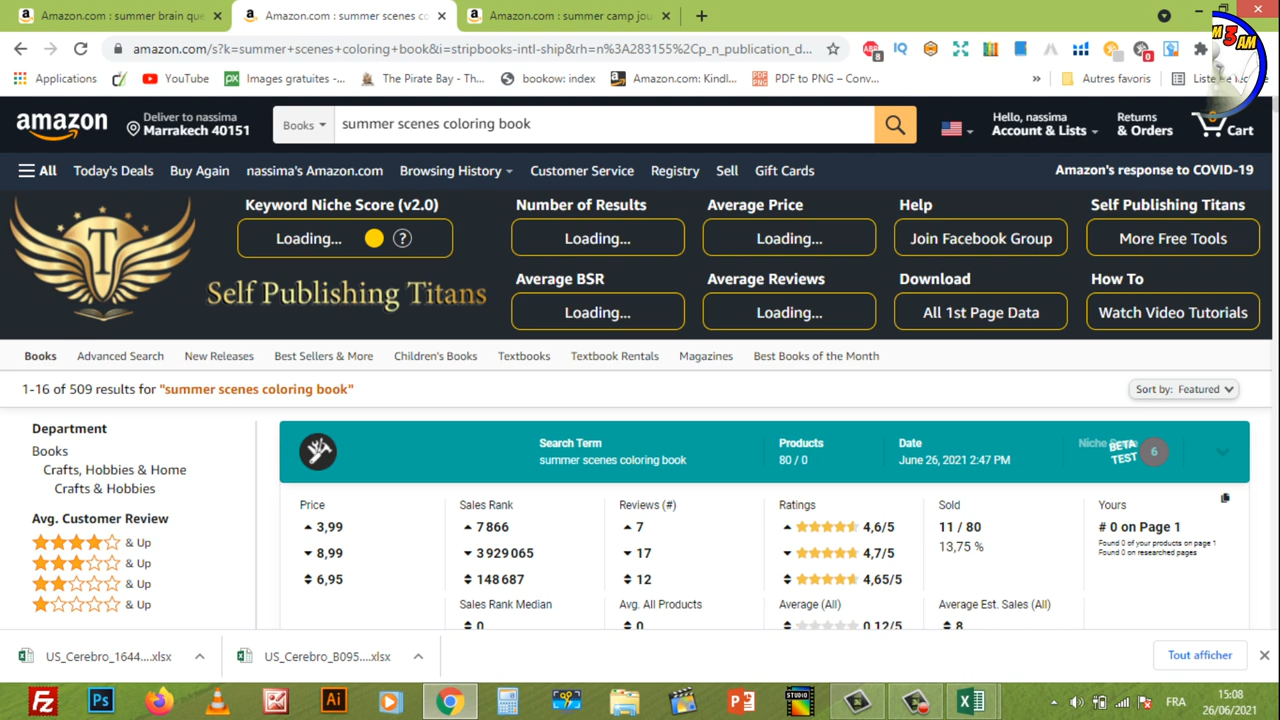 Amazon.com : summer brain que
Amazon.com : summer scenes co
Amazon.com : summer camp jou
amazon.com/s?k=summer+scenes+coloring+book&i=stripbooks-intl-ship&rh=n%3A283155%2Cp_n_publication_d...
Applications
YouTube
Images gratuites -...
The Pirate Bay - Th...
bookow: index
Amazon.com: Kindl...
PDF to PNG – Conv...
»
Autres favoris
amazon
Deliver to nassima
Marrakech 40151
Books
summer scenes coloring book
Hello, nassima
Account & Lists
Returns
& Orders
Cart
All
Today's Deals
Buy Again
nassima's Amazon.com
Browsing History
Customer Service
Registry
Sell
Gift Cards
Amazon's response to COVID-19
T
Self Publishing Titans
Keyword Niche Score (v2.0)
Loading...
?
Number of Results
Loading...
Average Price
Loading...
Help
Join Facebook Group
Self Publishing Titans
More Free Tools
Average BSR
Loading...
Average Reviews
Loading...
Download
All 1st Page Data
How To
Watch Video Tutorials
Books
Advanced Search
New Releases
Best Sellers & More
Children's Books
Textbooks
Textbook Rentals
Magazines
Best Books of the Month
1-16 of 509 results for "summer scenes coloring book"
Sort by: Featured
Department
Books
Crafts, Hobbies & Home
Crafts & Hobbies
Avg. Customer Review
& Up
& Up
& Up
& Up
Search Term
summer scenes coloring book
Products
80 / 0
Date
June 26, 2021 2:47 PM
BETA
TEST
6
Price
3,99
8,99
6,95
Sales Rank
7 866
3 929 065
148 687
Reviews (#)
7
17
12
Ratings
4,6/5
4,7/5
4,65/5
Sold
11 / 80
13,75 %
Yours
# 0 on Page 1
Found 0 of your products on page 1
Found 0 on researched pages
Sales Rank Median
0
Avg. All Products
0
Average (All)
0,12/5
Average Est. Sales (All)
8
US_Cerebro_1644....xlsx
US_Cerebro_B095....xlsx
Tout afficher
FRA
15:08
26/06/2021